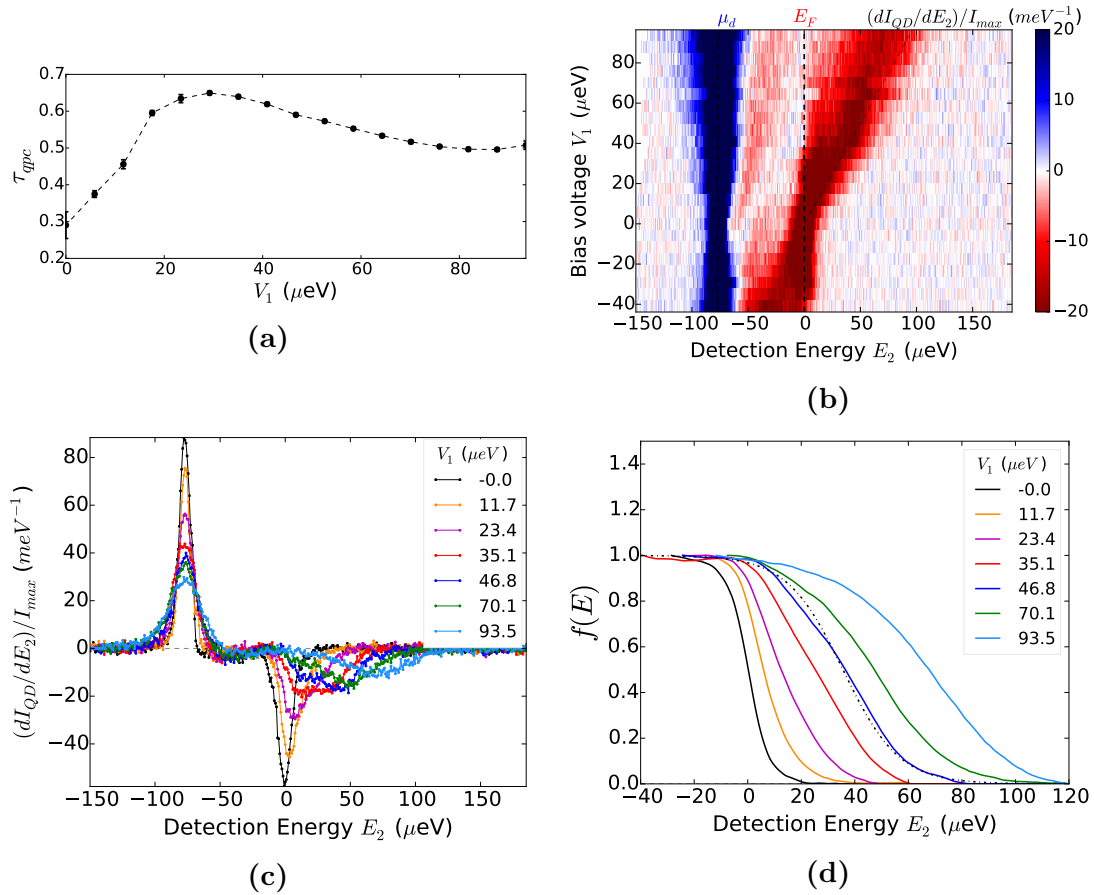 0.7
0.6
0.5
0.4
0.3
0.2
τ_qpc
0 20 40 60 80
V_1 (μeV)
(a)
μ_d E_F (dI_QD/dE_2)/I_max (meV^−1)
80
60
40
20
0
−20
−40
Bias voltage V_1 (μeV)
−150 −100 −50 0 50 100 150
Detection Energy E_2 (μeV)
20
10
0
−10
−20
(b)
80
60
40
20
0
−20
−40
(dI_QD/dE_2)/I_max (meV^−1)
−150 −100 −50 0 50 100 150
Detection Energy E_2 (μeV)
V_1 (μeV)
-0.0
11.7
23.4
35.1
46.8
70.1
93.5
(c)
1.4
1.2
1.0
0.8
0.6
0.4
0.2
0.0
f(E)
−40 −20 0 20 40 60 80 100 120
Detection Energy E_2 (μeV)
V_1 (μeV)
-0.0
11.7
23.4
35.1
46.8
70.1
93.5
(d)